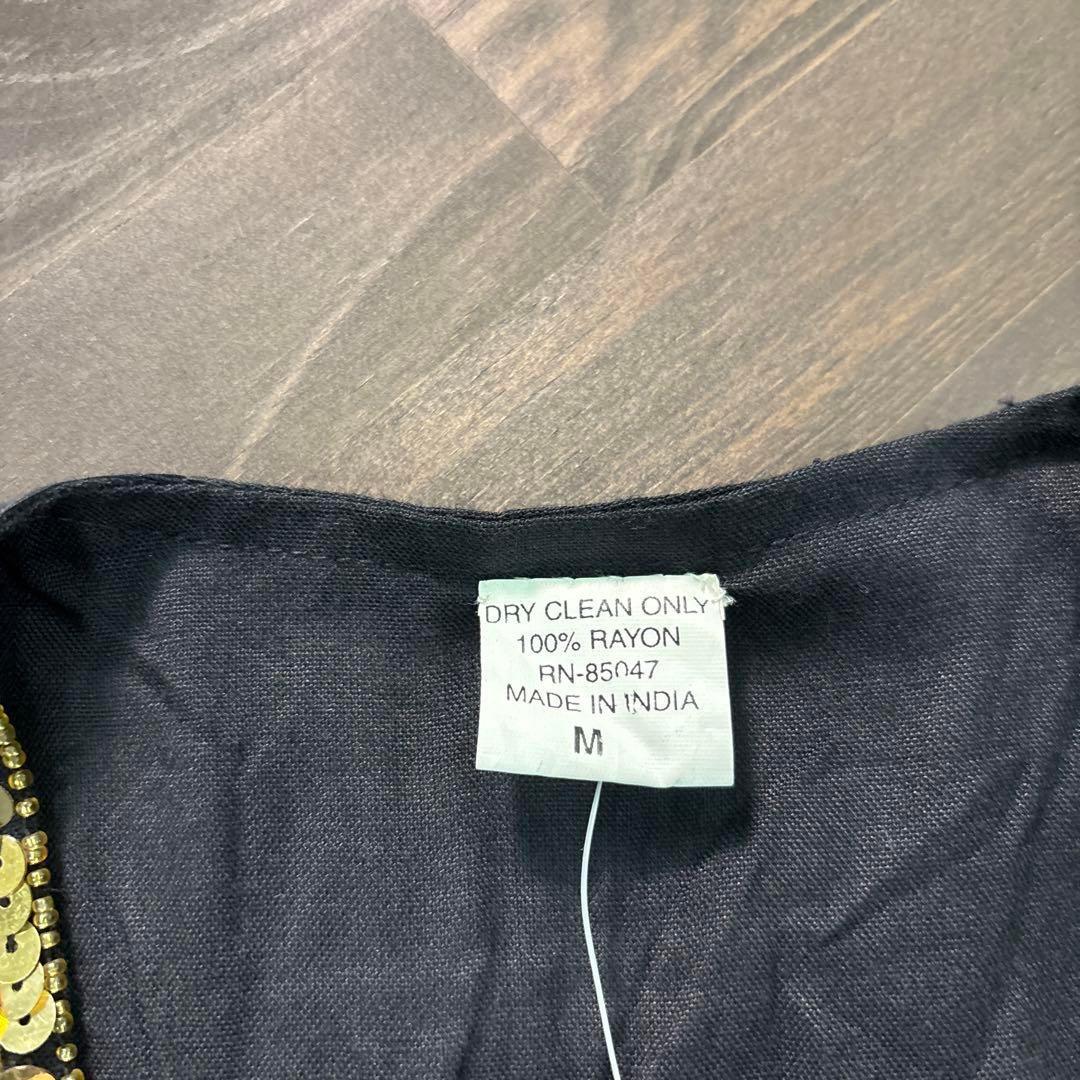 DRY CLEAN ONLY
100% RAYON
RN-85047
MADE IN INDIA
M